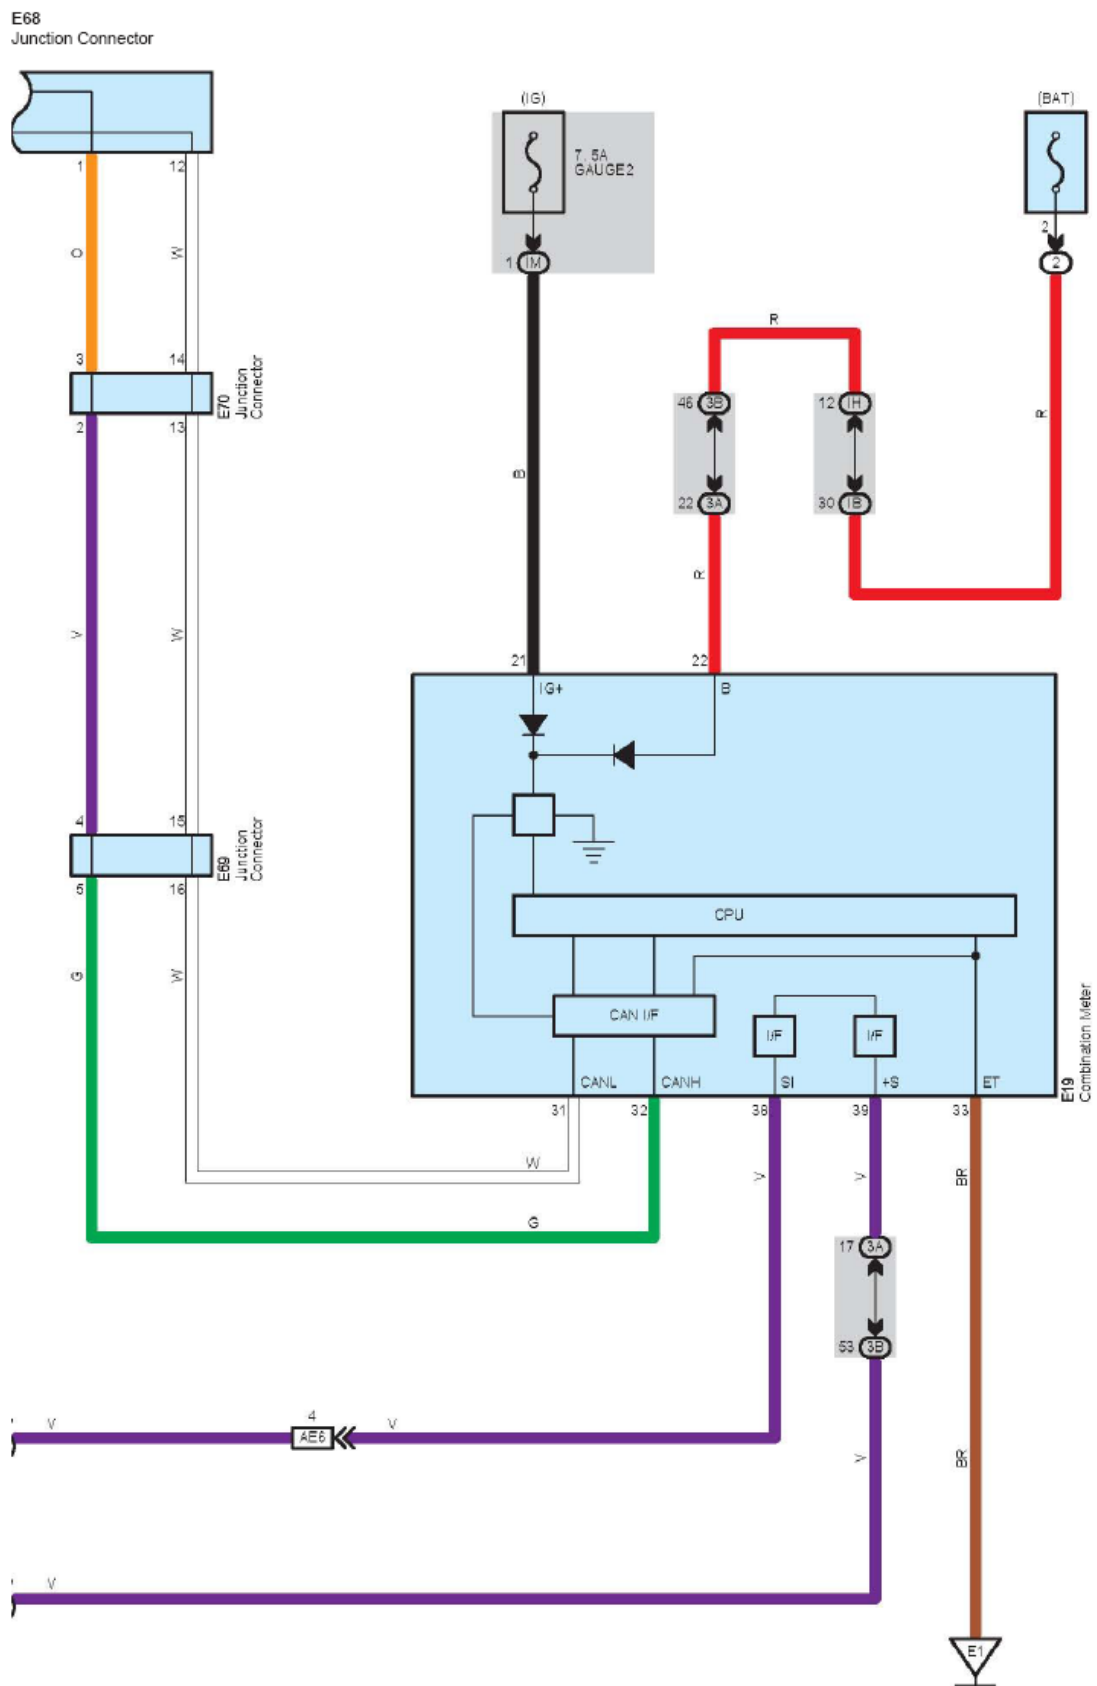 E68
Junction Connector
(IG)
(BAT)
7. 5A
GAUGE2
1
12
O
W
1
IM
2
2
R
46
3B
12
IH
3
14
E70
Junction
Connector
2
13
B
R
22
3A
30
IB
R
V
W
21
22
IG+
B
4
15
E69
Junction
Connector
5
16
CPU
G
W
CAN I/F
I/F
I/F
CANL
CANH
SI
+S
ET
E19
Combination Meter
31
32
38
39
33
W
V
V
BR
G
17
3A
53
3B
V
4
AE6
V
V
BR
V
E1